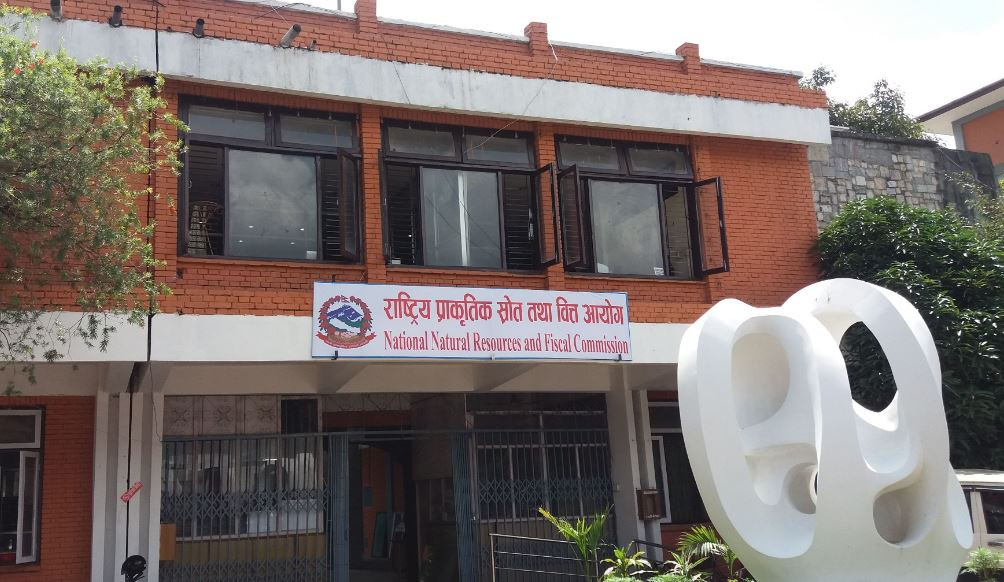 राष्ट्रिय प्राकृतिक स्रोत तथा वित्त आयोग
National Natural Resources and Fiscal Commission